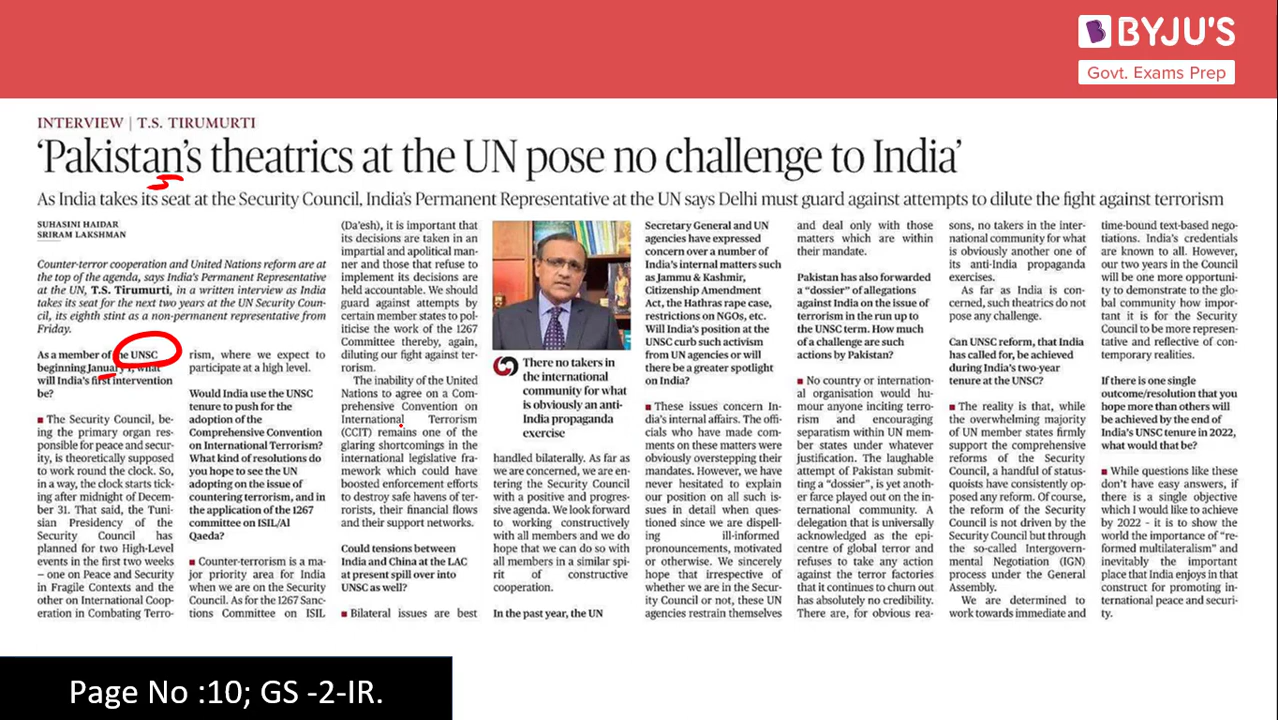 BYJU'S
Govt. Exams Prep
INTERVIEW | T.S. TIRUMURTI
‘Pakistan’s theatrics at the UN pose no challenge to India’
As India takes its seat at the Security Council, India’s Permanent Representative at the UN says Delhi must guard against attempts to dilute the fight against terrorism
SUHASINI HAIDAR
SRIRAM LAKSHMAN
Counter-terror cooperation and United Nations reform are at
the top of the agenda, says India’s Permanent Representative
at the UN, T.S. Tirumurti, in a written interview as India
takes its seat for the next two years at the UN Security Coun-
cil, its eighth stint as a non-permanent representative from
Friday.
As a member of the UNSC
beginning January 1, what
will India’s first intervention
be?
■ The Security Council, be-
ing the primary organ res-
ponsible for peace and secur-
ity, is theoretically supposed
to work round the clock. So,
in a way, the clock starts tick-
ing after midnight of Decem-
ber 31. That said, the Tuni-
sian Presidency of the
Security Council has
planned for two High-Level
events in the first two weeks
– one on Peace and Security
in Fragile Contexts and the
other on International Coop-
eration in Combating Terro-
rism, where we expect to
participate at a high level.
Would India use the UNSC
tenure to push for the
adoption of the
Comprehensive Convention
on International Terrorism?
What kind of resolutions do
you hope to see the UN
adopting on the issue of
countering terrorism, and in
the application of the 1267
committee on ISIL/Al
Qaeda?
■ Counter-terrorism is a ma-
jor priority area for India
when we are on the Security
Council. As for the 1267 Sanc-
tions Committee on ISIL
(Da’esh), it is important that
its decisions are taken in an
impartial and apolitical man-
ner and those that refuse to
implement its decisions are
held accountable. We should
guard against attempts by
certain member states to pol-
iticise the work of the 1267
Committee thereby, again,
diluting our fight against ter-
rorism.
The inability of the United
Nations to agree on a Com-
prehensive Convention on
International Terrorism
(CCIT) remains one of the
glaring shortcomings in the
international legislative fra-
mework which could have
boosted enforcement efforts
to destroy safe havens of ter-
rorists, their financial flows
and their support networks.
Could tensions between
India and China at the LAC
at present spill over into
UNSC as well?
■ Bilateral issues are best
There no takers in
the international
community for what
is obviously an anti-
India propaganda
exercise
handled bilaterally. As far as
we are concerned, we are en-
tering the Security Council
with a positive and progres-
sive agenda. We look forward
to working constructively
with all members and we do
hope that we can do so with
all members in a similar spi-
rit of constructive
cooperation.
In the past year, the UN
Secretary General and UN
agencies have expressed
concern over a number of
India’s internal matters such
as Jammu & Kashmir,
Citizenship Amendment
Act, the Hathras rape case,
restrictions on NGOs, etc.
Will India’s position at the
UNSC curb such activism
from UN agencies or will
there be a greater spotlight
on India?
■ These issues concern In-
dia’s internal affairs. The offi-
cials who have made com-
ments on these matters were
obviously overstepping their
mandates. However, we have
never hesitated to explain
our position on all such is-
sues in detail when ques-
tioned since we are dispell-
ing ill-informed
pronouncements, motivated
or otherwise. We sincerely
hope that irrespective of
whether we are in the Secur-
ity Council or not, these UN
agencies restrain themselves
and deal only with those
matters which are within
their mandate.
Pakistan has also forwarded
a “dossier” of allegations
against India on the issue of
terrorism in the run up to
the UNSC term. How much
of a challenge are such
actions by Pakistan?
■ No country or internation-
al organisation would hu-
mour anyone inciting terro-
rism and encouraging
separatism within UN mem-
ber states under whatever
justification. The laughable
attempt of Pakistan submit-
ting a “dossier”, is yet anoth-
er farce played out on the in-
ternational community. A
delegation that is universally
acknowledged as the epi-
centre of global terror and
refuses to take any action
against the terror factories
that it continues to churn out
has absolutely no credibility.
There are, for obvious rea-
sons, no takers in the inter-
national community for what
is obviously another one of
its anti-India propaganda
exercises.
As far as India is con-
cerned, such theatrics do not
pose any challenge.
Can UNSC reform, that India
has called for, be achieved
during India’s two-year
tenure at the UNSC?
■ The reality is that, while
the overwhelming majority
of UN member states firmly
support the comprehensive
reforms of the Security
Council, a handful of status-
quoists have consistently op-
posed any reform. Of course,
the reform of the Security
Council is not driven by the
Security Council but through
the so-called Intergovern-
mental Negotiation (IGN)
process under the General
Assembly.
We are determined to
work towards immediate and
time-bound text-based nego-
tiations. India’s credentials
are known to all. However,
our two years in the Council
will be one more opportuni-
ty to demonstrate to the glo-
bal community how impor-
tant it is for the Security
Council to be more represen-
tative and reflective of con-
temporary realities.
If there is one single
outcome/resolution that you
hope more than others will
be achieved by the end of
India’s UNSC tenure in 2022,
what would that be?
■ While questions like these
don’t have easy answers, if
there is a single objective
which I would like to achieve
by 2022 - it is to show the
world the importance of “re-
formed multilateralism” and
inevitably the important
place that India enjoys in that
construct for promoting in-
ternational peace and securi-
ty.
Page No :10; GS -2-IR.